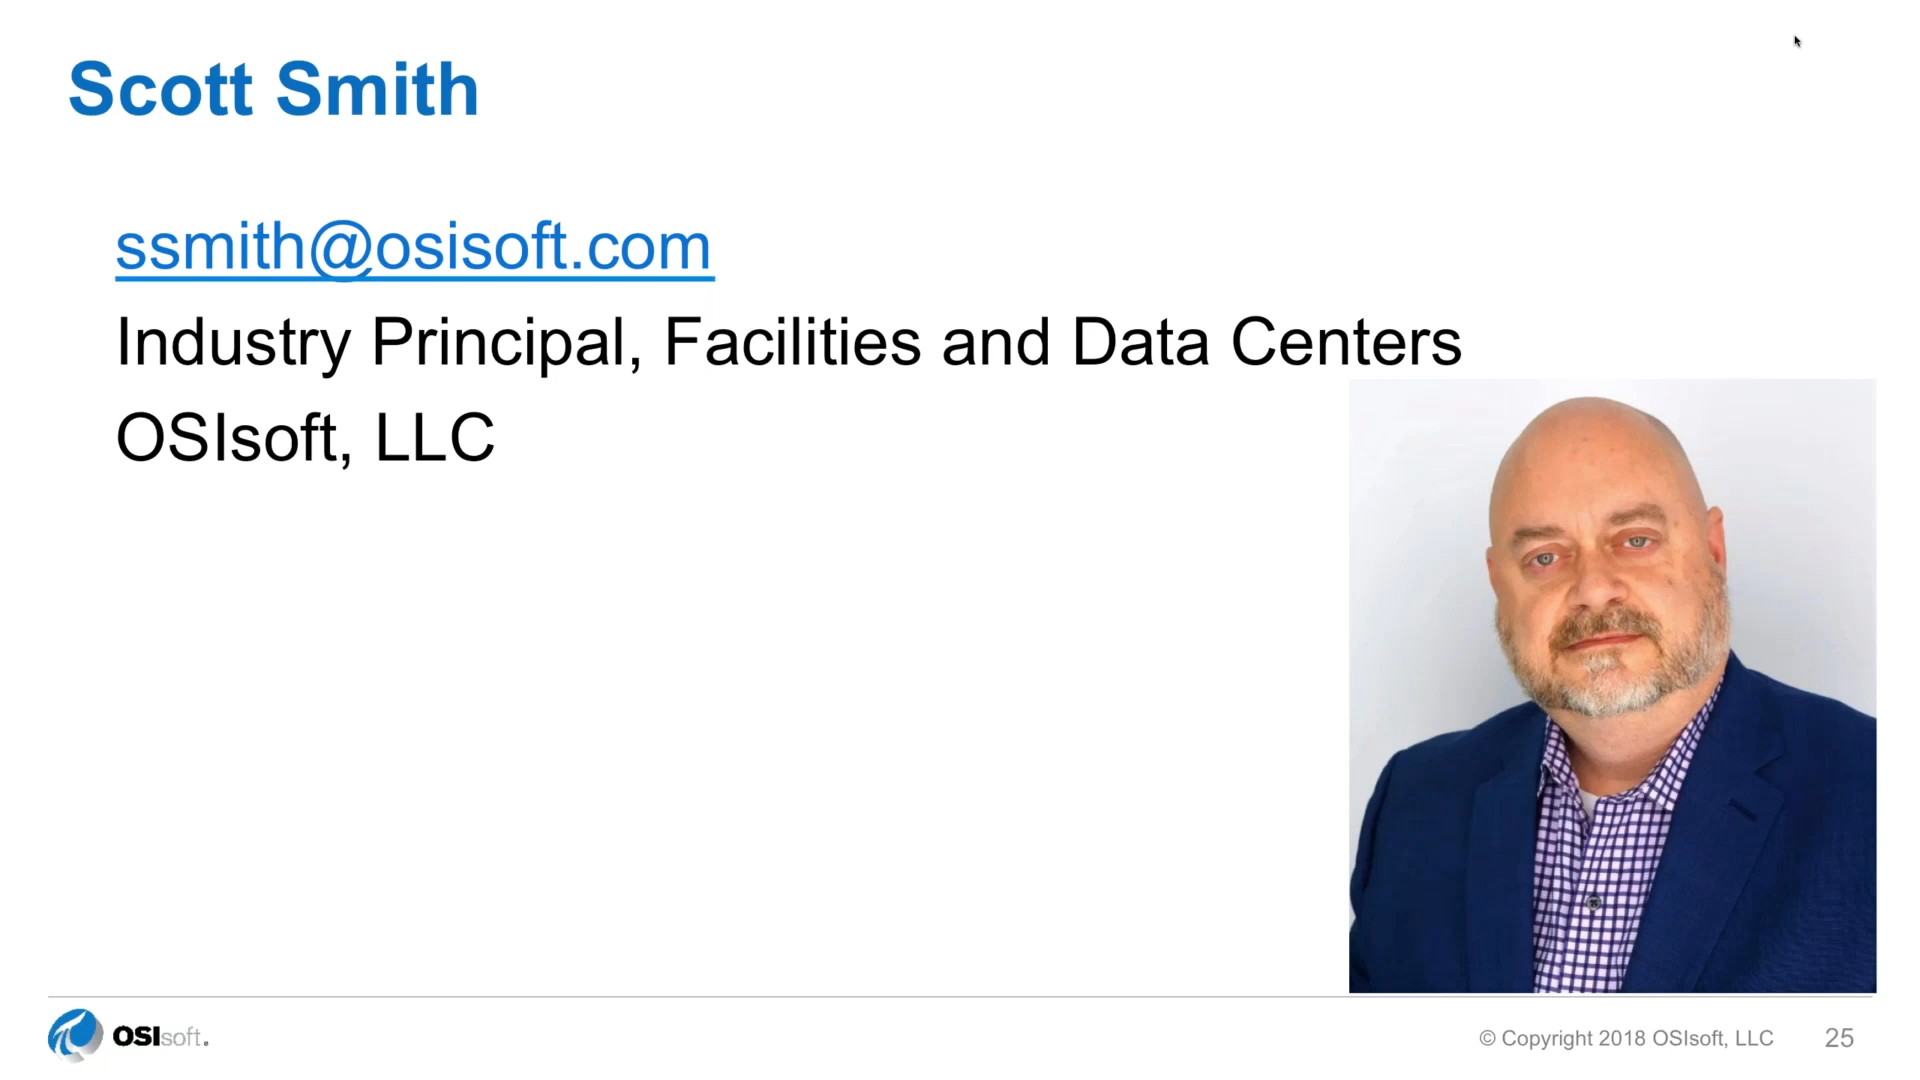 Scott Smith
ssmith@osisoft.com
Industry Principal, Facilities and Data Centers
OSIsoft, LLC
OSIsoft.
© Copyright 2018 OSIsoft, LLC 25